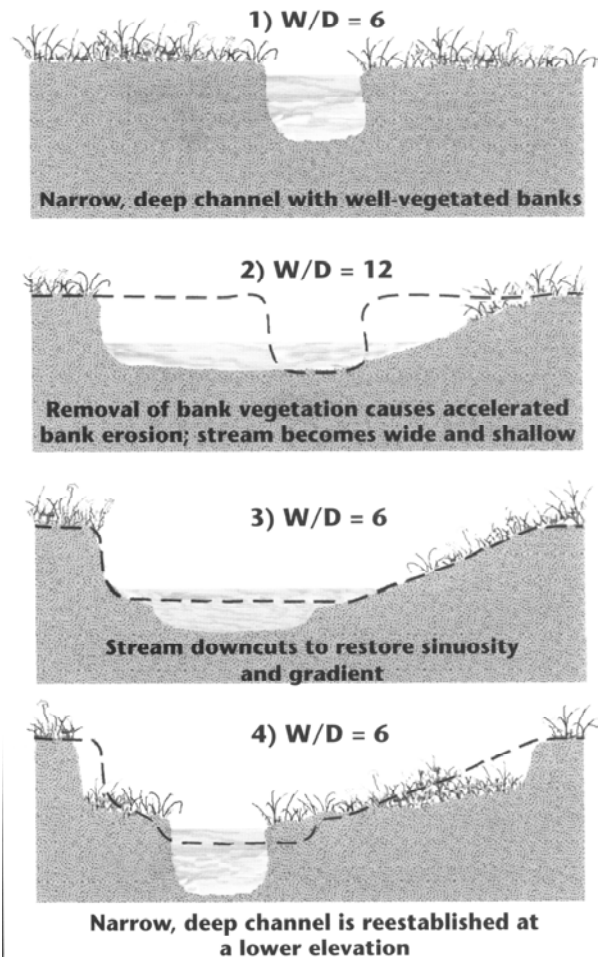 1) W/D = 6
Narrow, deep channel with well-vegetated banks
2) W/D = 12
Removal of bank vegetation causes accelerated
bank erosion; stream becomes wide and shallow
3) W/D = 6
Stream downcuts to restore sinuosity
and gradient
4) W/D = 6
Narrow, deep channel is reestablished at
a lower elevation